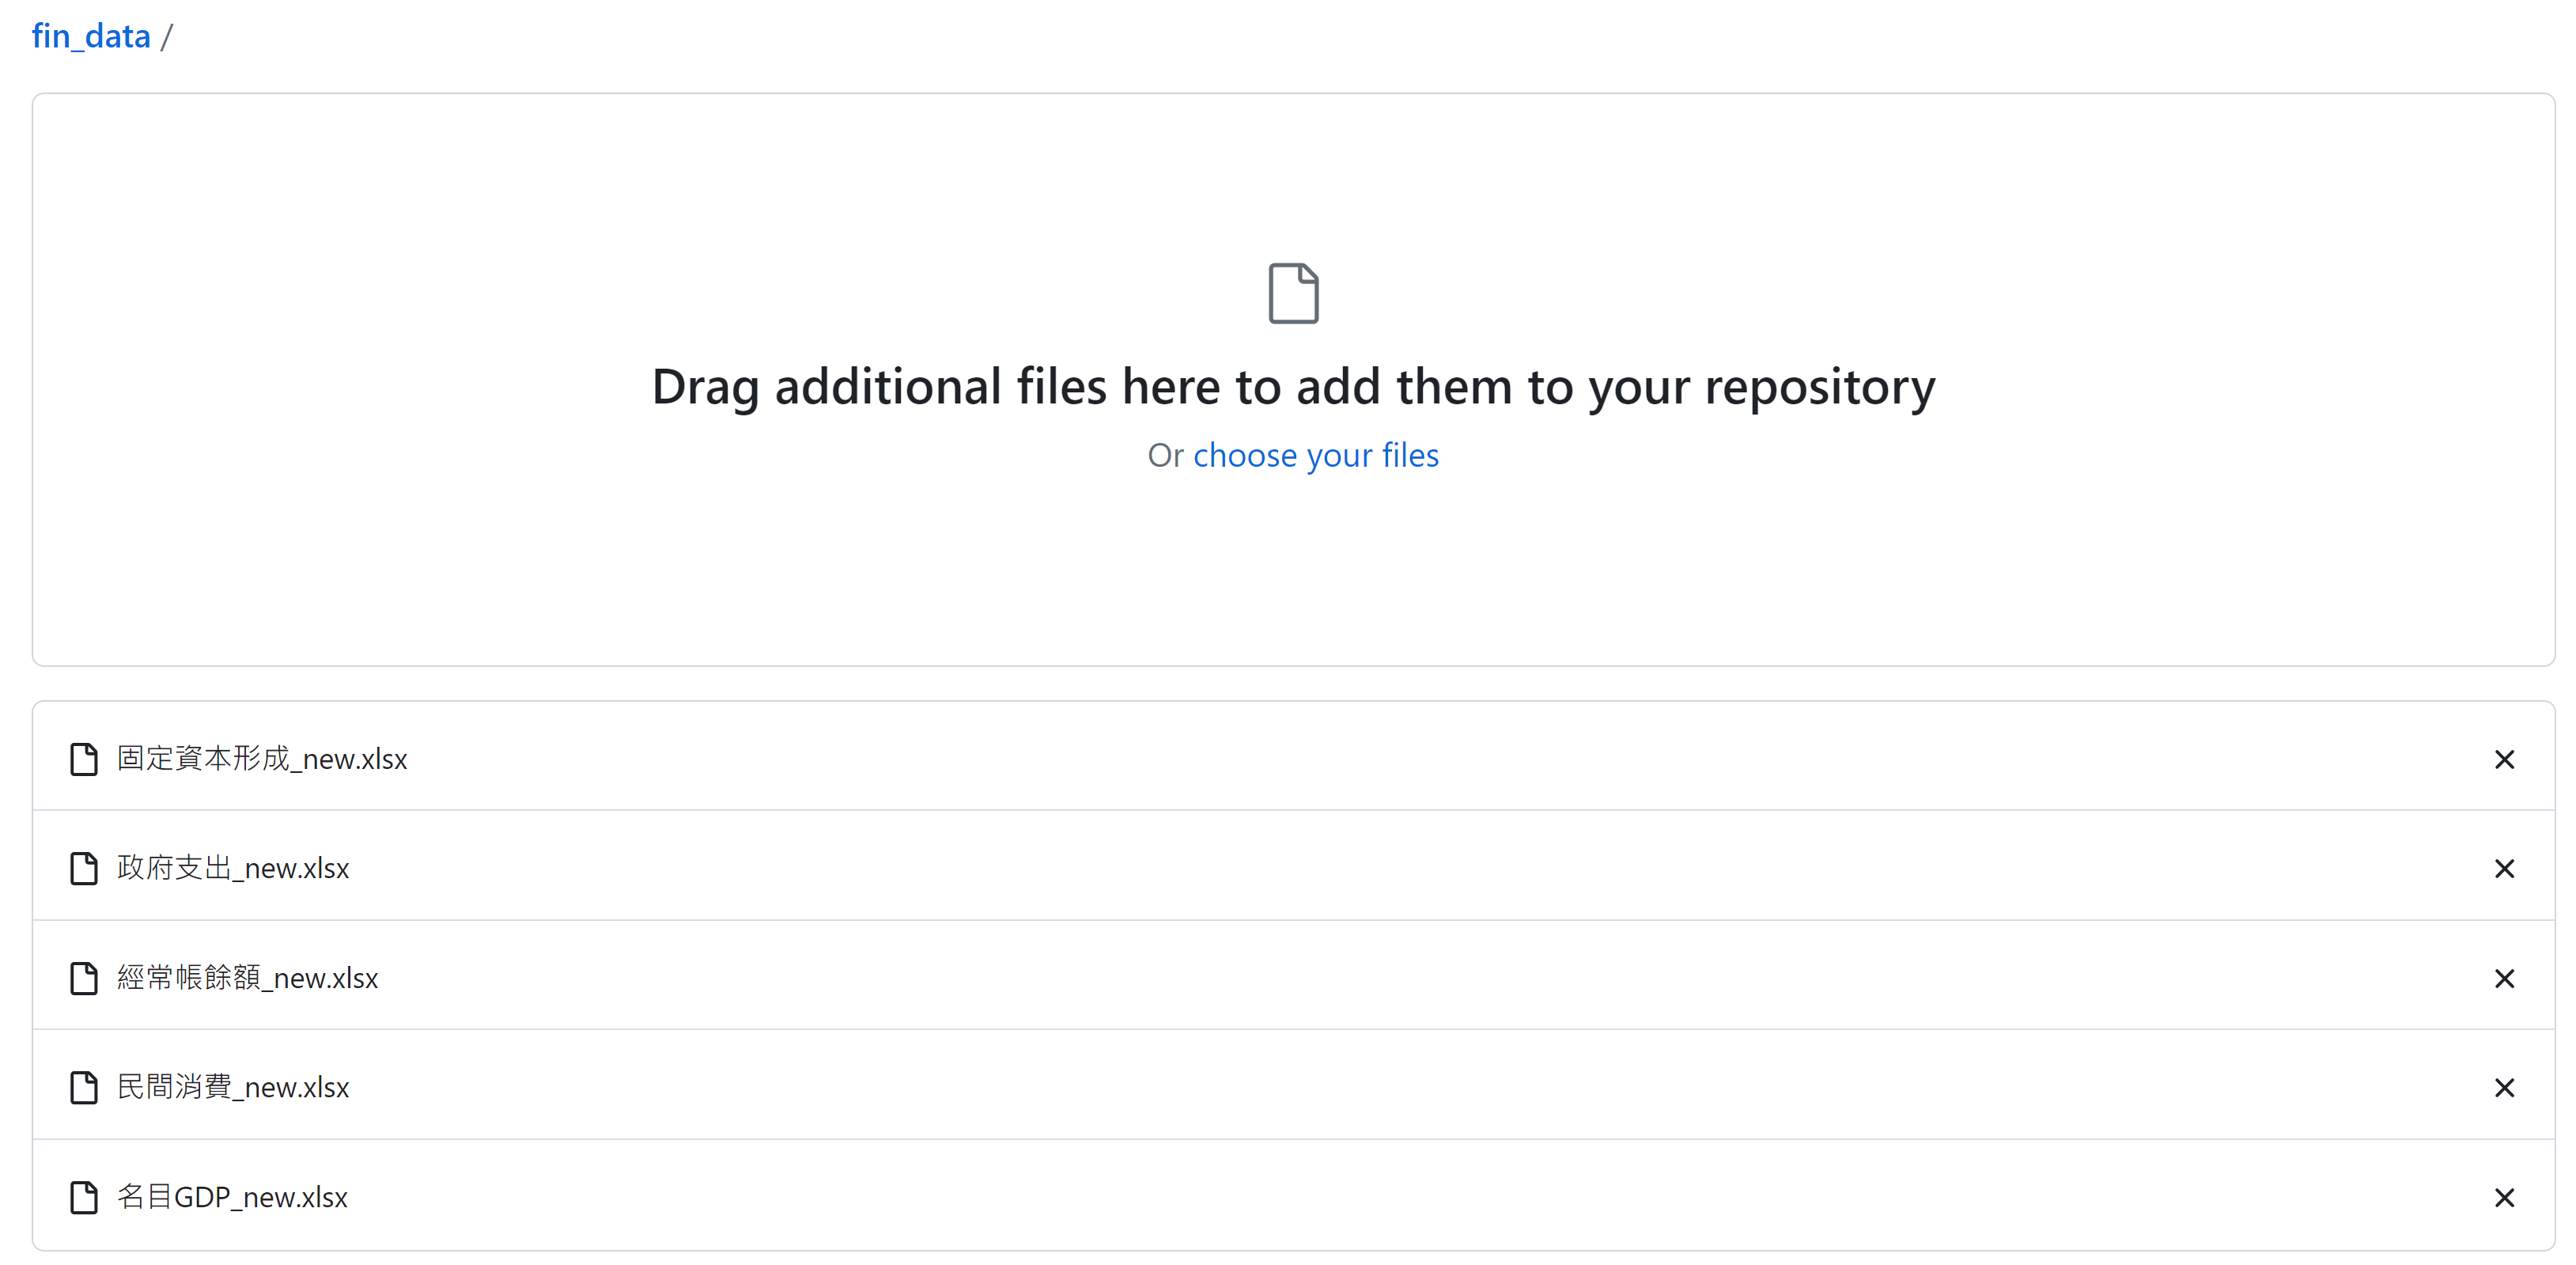 fin_data /
Drag additional files here to add them to your repository
Or choose your files
固定資本形成_new.xlsx
政府支出_new.xlsx
經常帳餘額_new.xlsx
民間消費_new.xlsx
名目GDP_new.xlsx